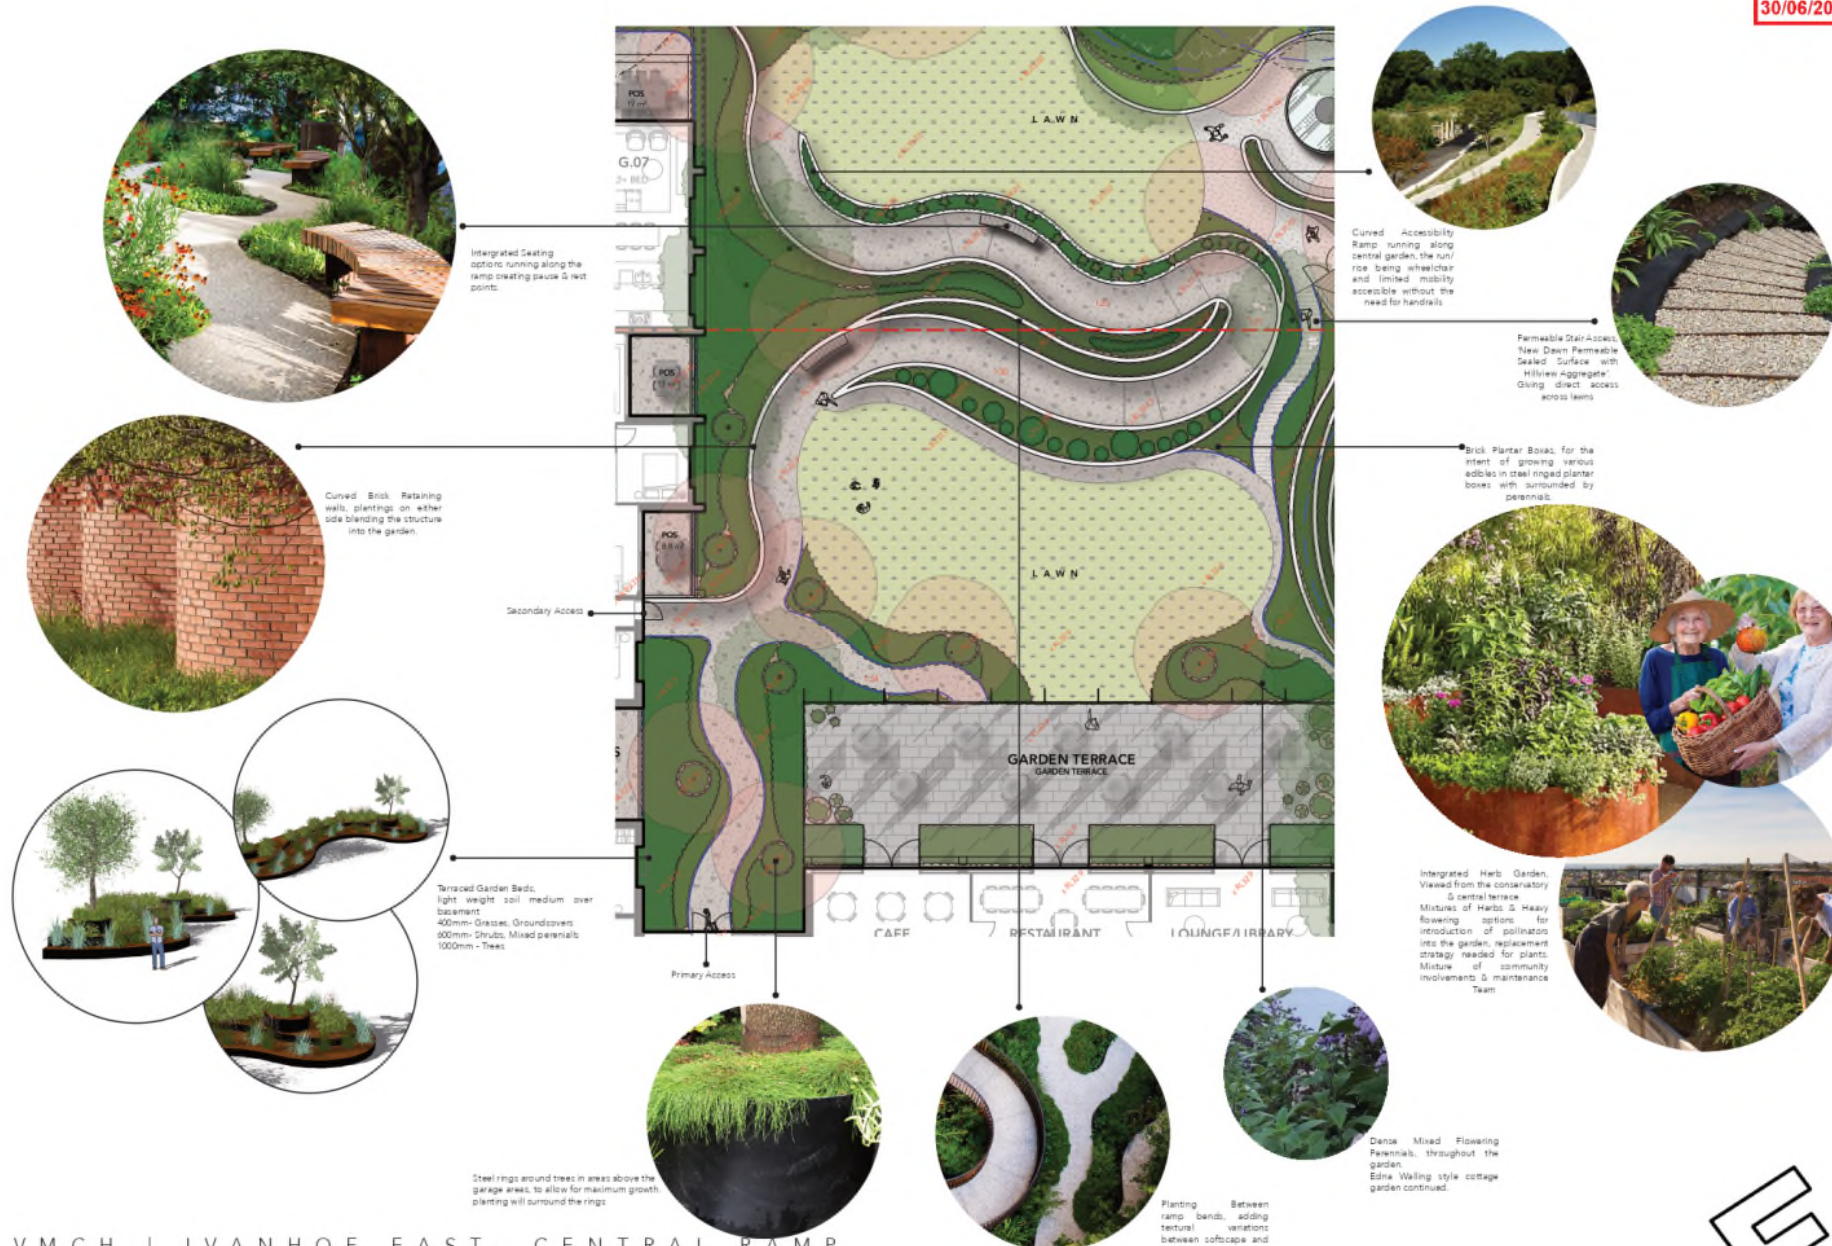 30/06/20
POS
12 m²
G.07
2+ BED
LAWN
Intergrated Seating
options running along the
ramp creating pause & rest
points.
Curved Accessibility
Ramp running along
central garden, the run/
rise being wheelchair
and limited mobility
accessible without the
need for handrails
Permeable Stair Access,
'New Dawn Permeable
Sealed Surface with
Hillview Aggregate'.
Giving direct access
across lawns
POS
Brick Planter Boxes, for the
intent of growing various
edibles in steel ringed planter
boxes with surrounded by
perennials.
Curved Brick Retaining
walls, plantings on either
side blending the structure
into the garden.
POS
LAWN
Secondary Access
GARDEN TERRACE
GARDEN TERRACE
Terraced Garden Beds,
light weight soil medium over
basement
400mm- Grasses, Groundcovers
600mm- Shrubs, Mixed perenials
1000mm - Trees
Intergrated Herb Garden,
Viewed from the conservatory
& central terrace
Mixtures of Herbs & Heavy
flowering options for
introduction of pollinators
into the garden, replacement
strategy needed for plants.
Mixture of community
involvements & maintenance
Team
CAFE
RESTAURANT
LOUNGE/LIBRARY
Primary Access
Steel rings around trees in areas above the
garage areas, to allow for maximum growth.
planting will surround the rings
Dense Mixed Flowering
Perennials, throughout the
garden.
Edna Walling style cottage
garden continued.
Planting Between
ramp bends, adding
textural variations
between softscape and
VMCH | IVANHOE EAST CENTRAL RAMP